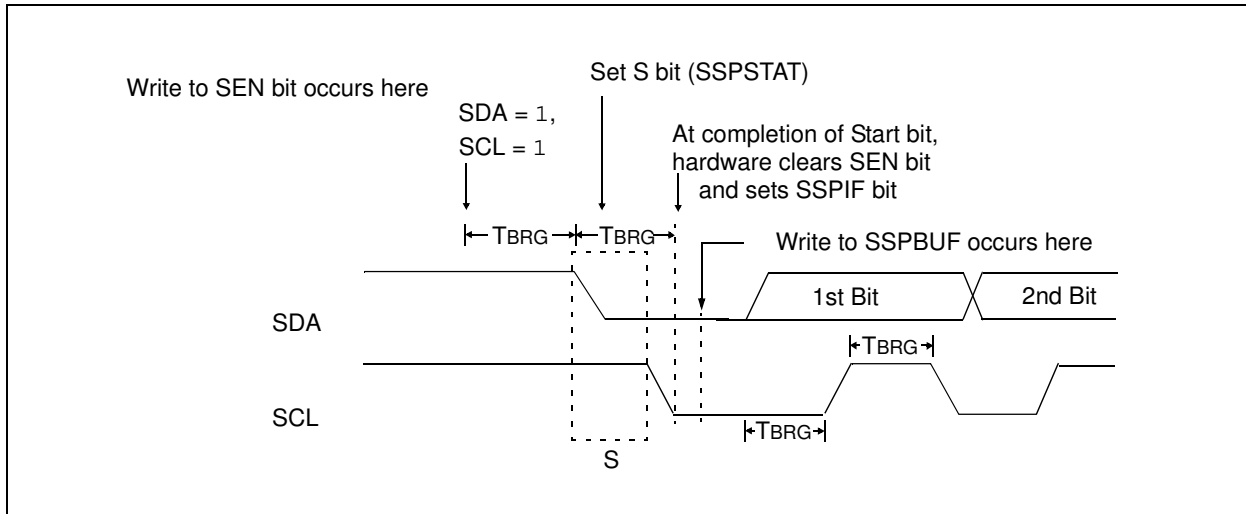 Write to SEN bit occurs here
Set S bit (SSPSTAT)
SDA = 1,
SCL = 1
At completion of Start bit,
hardware clears SEN bit
and sets SSPIF bit
TBRG
TBRG
Write to SSPBUF occurs here
SDA
1st Bit
2nd Bit
TBRG
SCL
TBRG
S